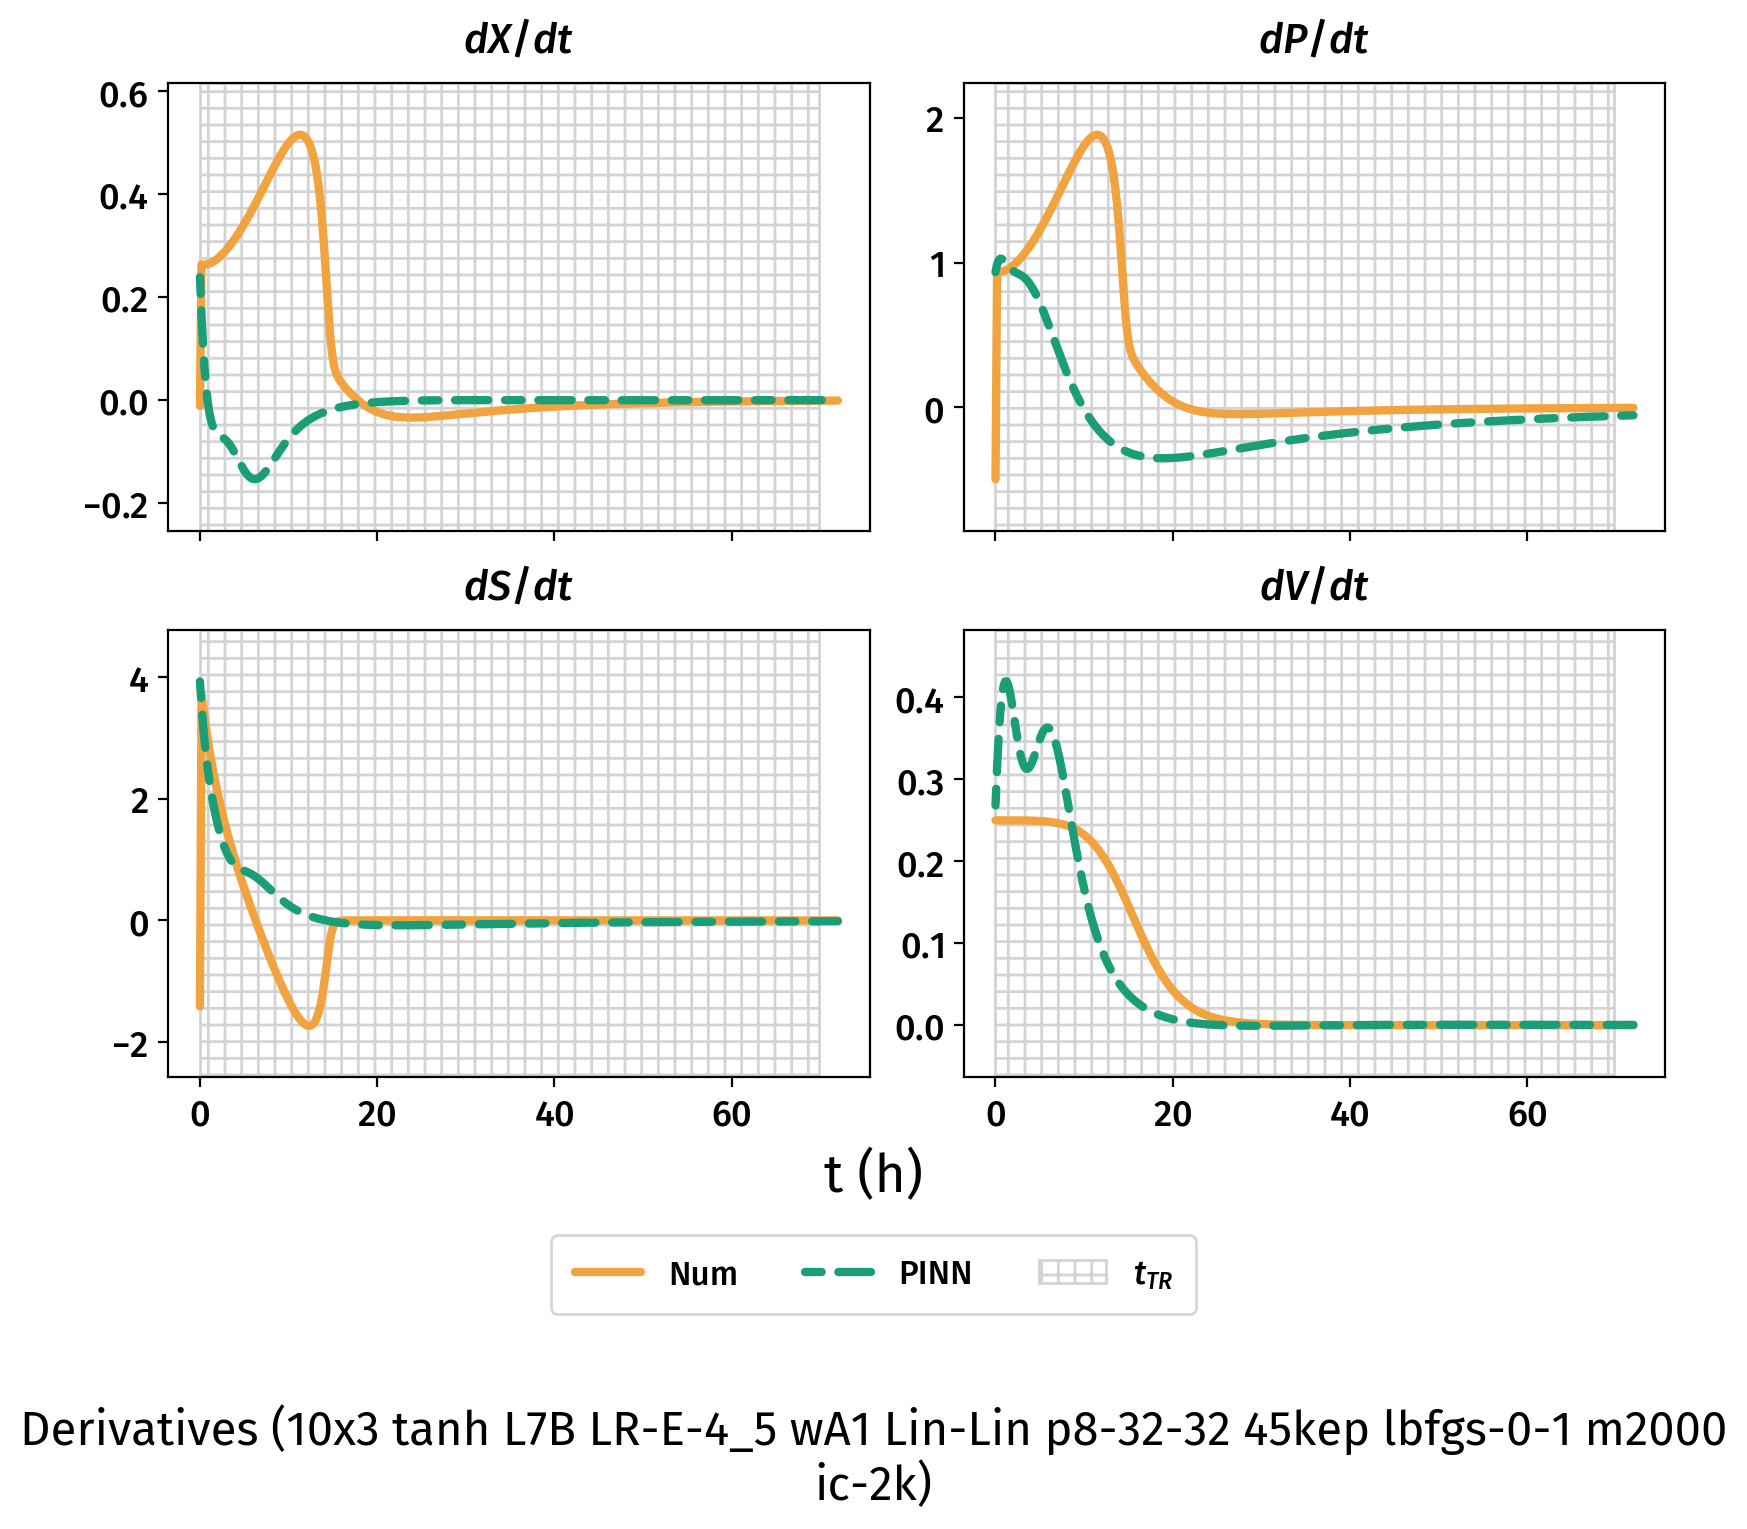 dX/dt
dP/dt
0.6
0.4
0.2
0.0
−0.2
2
1
0
dS/dt
dV/dt
4
2
0
−2
0.4
0.3
0.2
0.1
0.0
0 20 40 60
0 20 40 60
t (h)
Num PINN tTR
Derivatives (10x3 tanh L7B LR-E-4_5 wA1 Lin-Lin p8-32-32 45kep lbfgs-0-1 m2000
ic-2k)